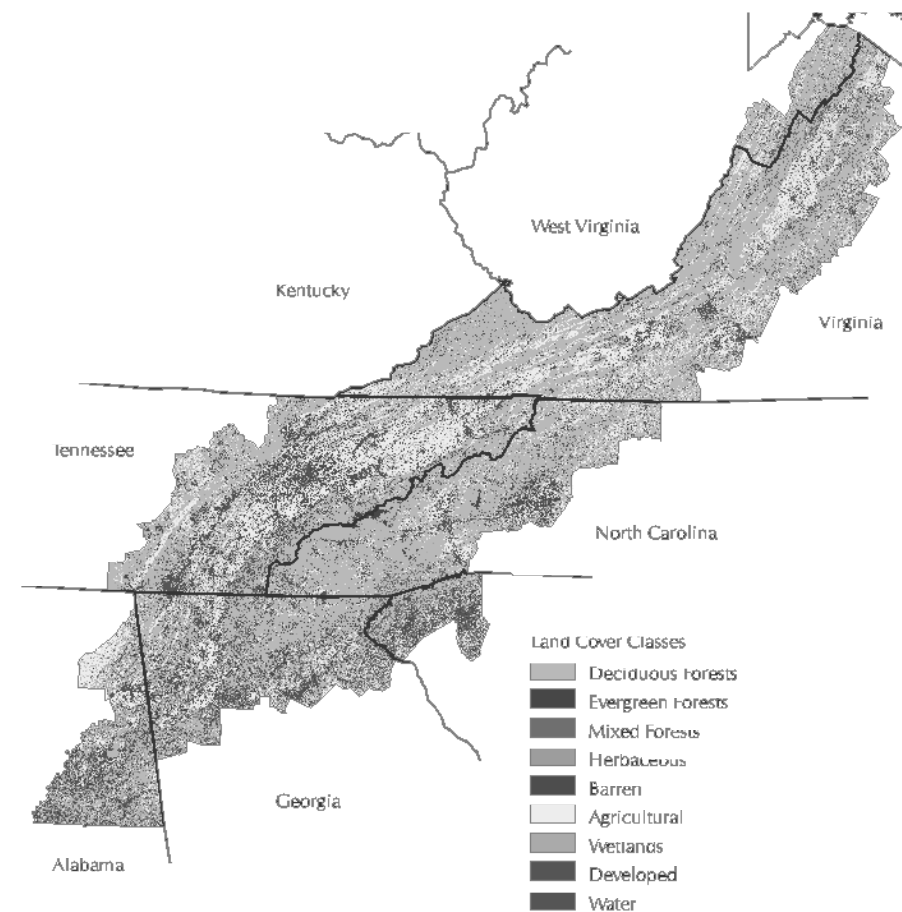 West Virginia
Kentucky
Virginia
Tennessee
North Carolina
Land Cover Classes
Deciduous Forests
Evergreen Forests
Mixed Forests
Herbaceous
Barren
Agricultural
Wetlands
Developed
Water
Georgia
Alabama